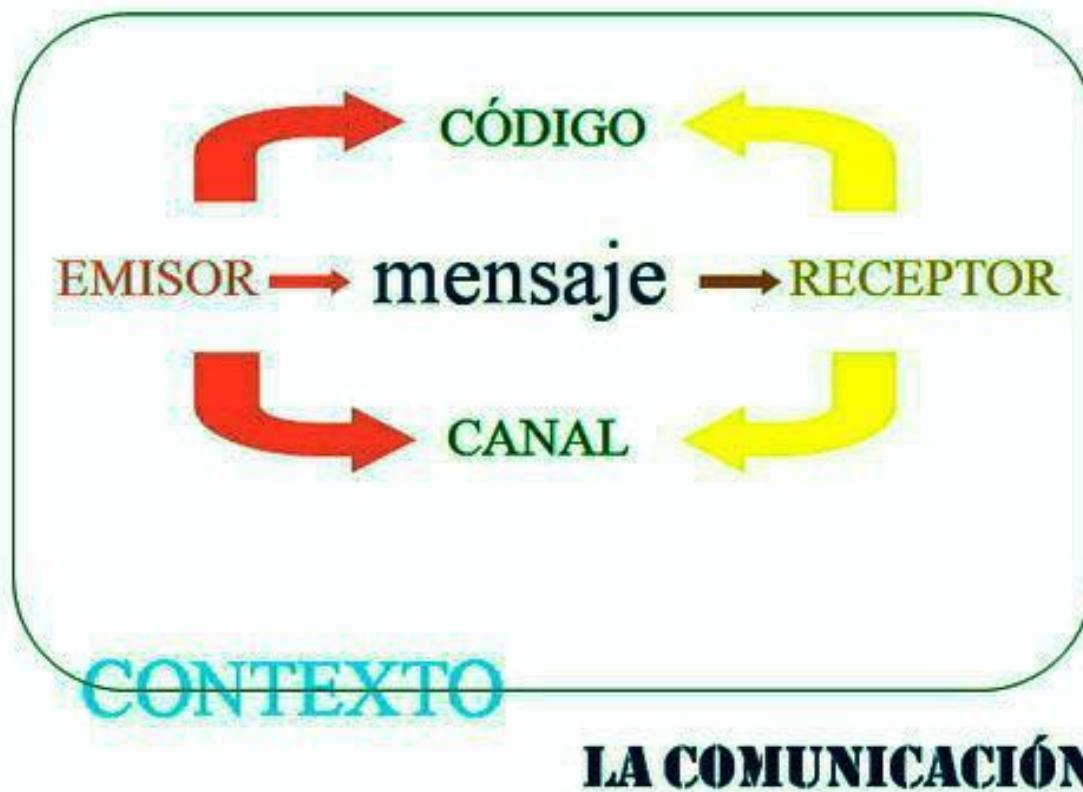 CÓDIGO
EMISOR mensaje RECEPTOR
CANAL
CONTEXTO
LA COMUNICACIÓN